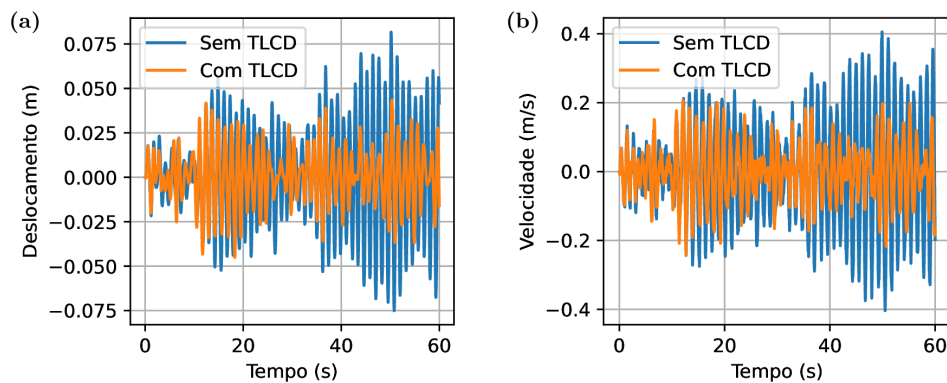 (a)
Deslocamento (m)
0.075
0.050
0.025
0.000
−0.025
−0.050
−0.075
Sem TLCD
Com TLCD
0
20
40
60
Tempo (s)
(b)
Velocidade (m/s)
0.4
0.2
0.0
−0.2
−0.4
Sem TLCD
Com TLCD
0
20
40
60
Tempo (s)